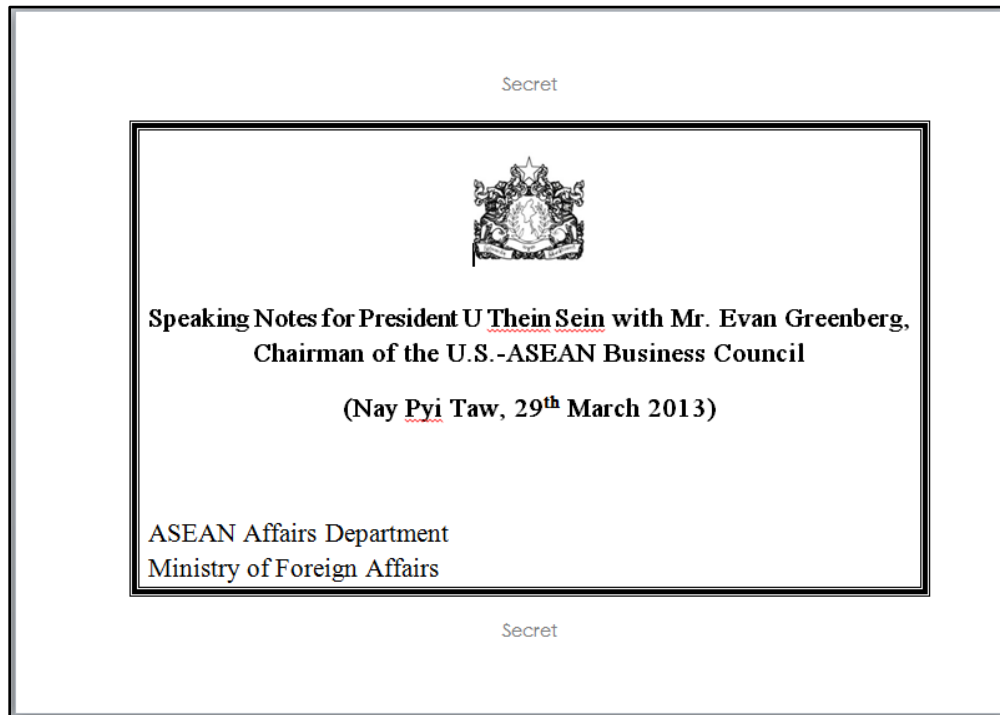 Secret
Speaking Notes for President U Thein Sein with Mr. Evan Greenberg,
Chairman of the U.S.-ASEAN Business Council
(Nay Pyi Taw, 29th March 2013)
ASEAN Affairs Department
Ministry of Foreign Affairs
Secret